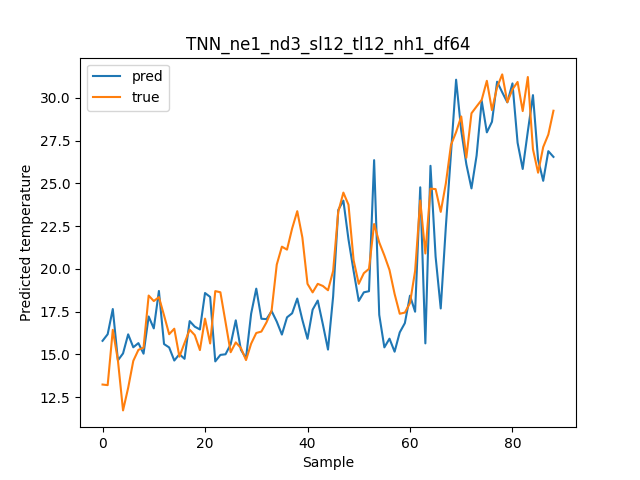 TNN_ne1_nd3_sl12_tl12_nh1_df64
pred
true
30.0
27.5
25.0
22.5
20.0
17.5
15.0
12.5
Predicted temperature
0 20 40 60 80
Sample